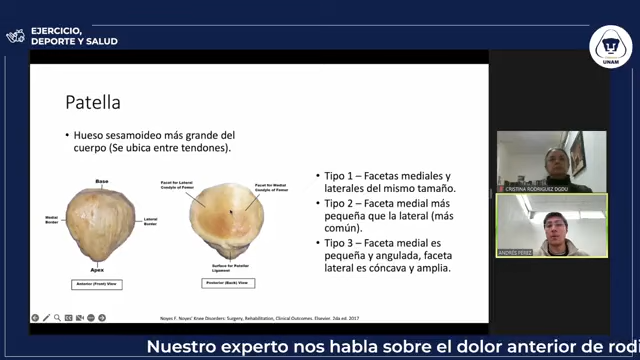 EJERCICIO,
DEPORTE Y SALUD
UNAM
Patella
• Hueso sesamoideo más grande del
cuerpo (Se ubica entre tendones).
Base
Medial
Border
Lateral
Border
Apex
Anterior (Front) View
Facet for Lateral
Condyle of Femur
Facet for Medial
Condyle of Femur
Surface for Patellar
Ligament
Posterior (Back) View
• Tipo 1 – Facetas mediales y
laterales del mismo tamaño.
• Tipo 2 – Faceta medial más
pequeña que la lateral (más
común).
• Tipo 3 – Faceta medial es
pequeña y angulada, faceta
lateral es cóncava y amplia.
Noyes F. Noyes' Knee Disorders: Surgery, Rehabilitation, Clinical Outcomes. Elsevier. 2da ed. 2017
CRISTINA RODRIGUEZ DGDU
ANDRES PEREZ
Nuestro experto nos habla sobre el dolor anterior de rodi